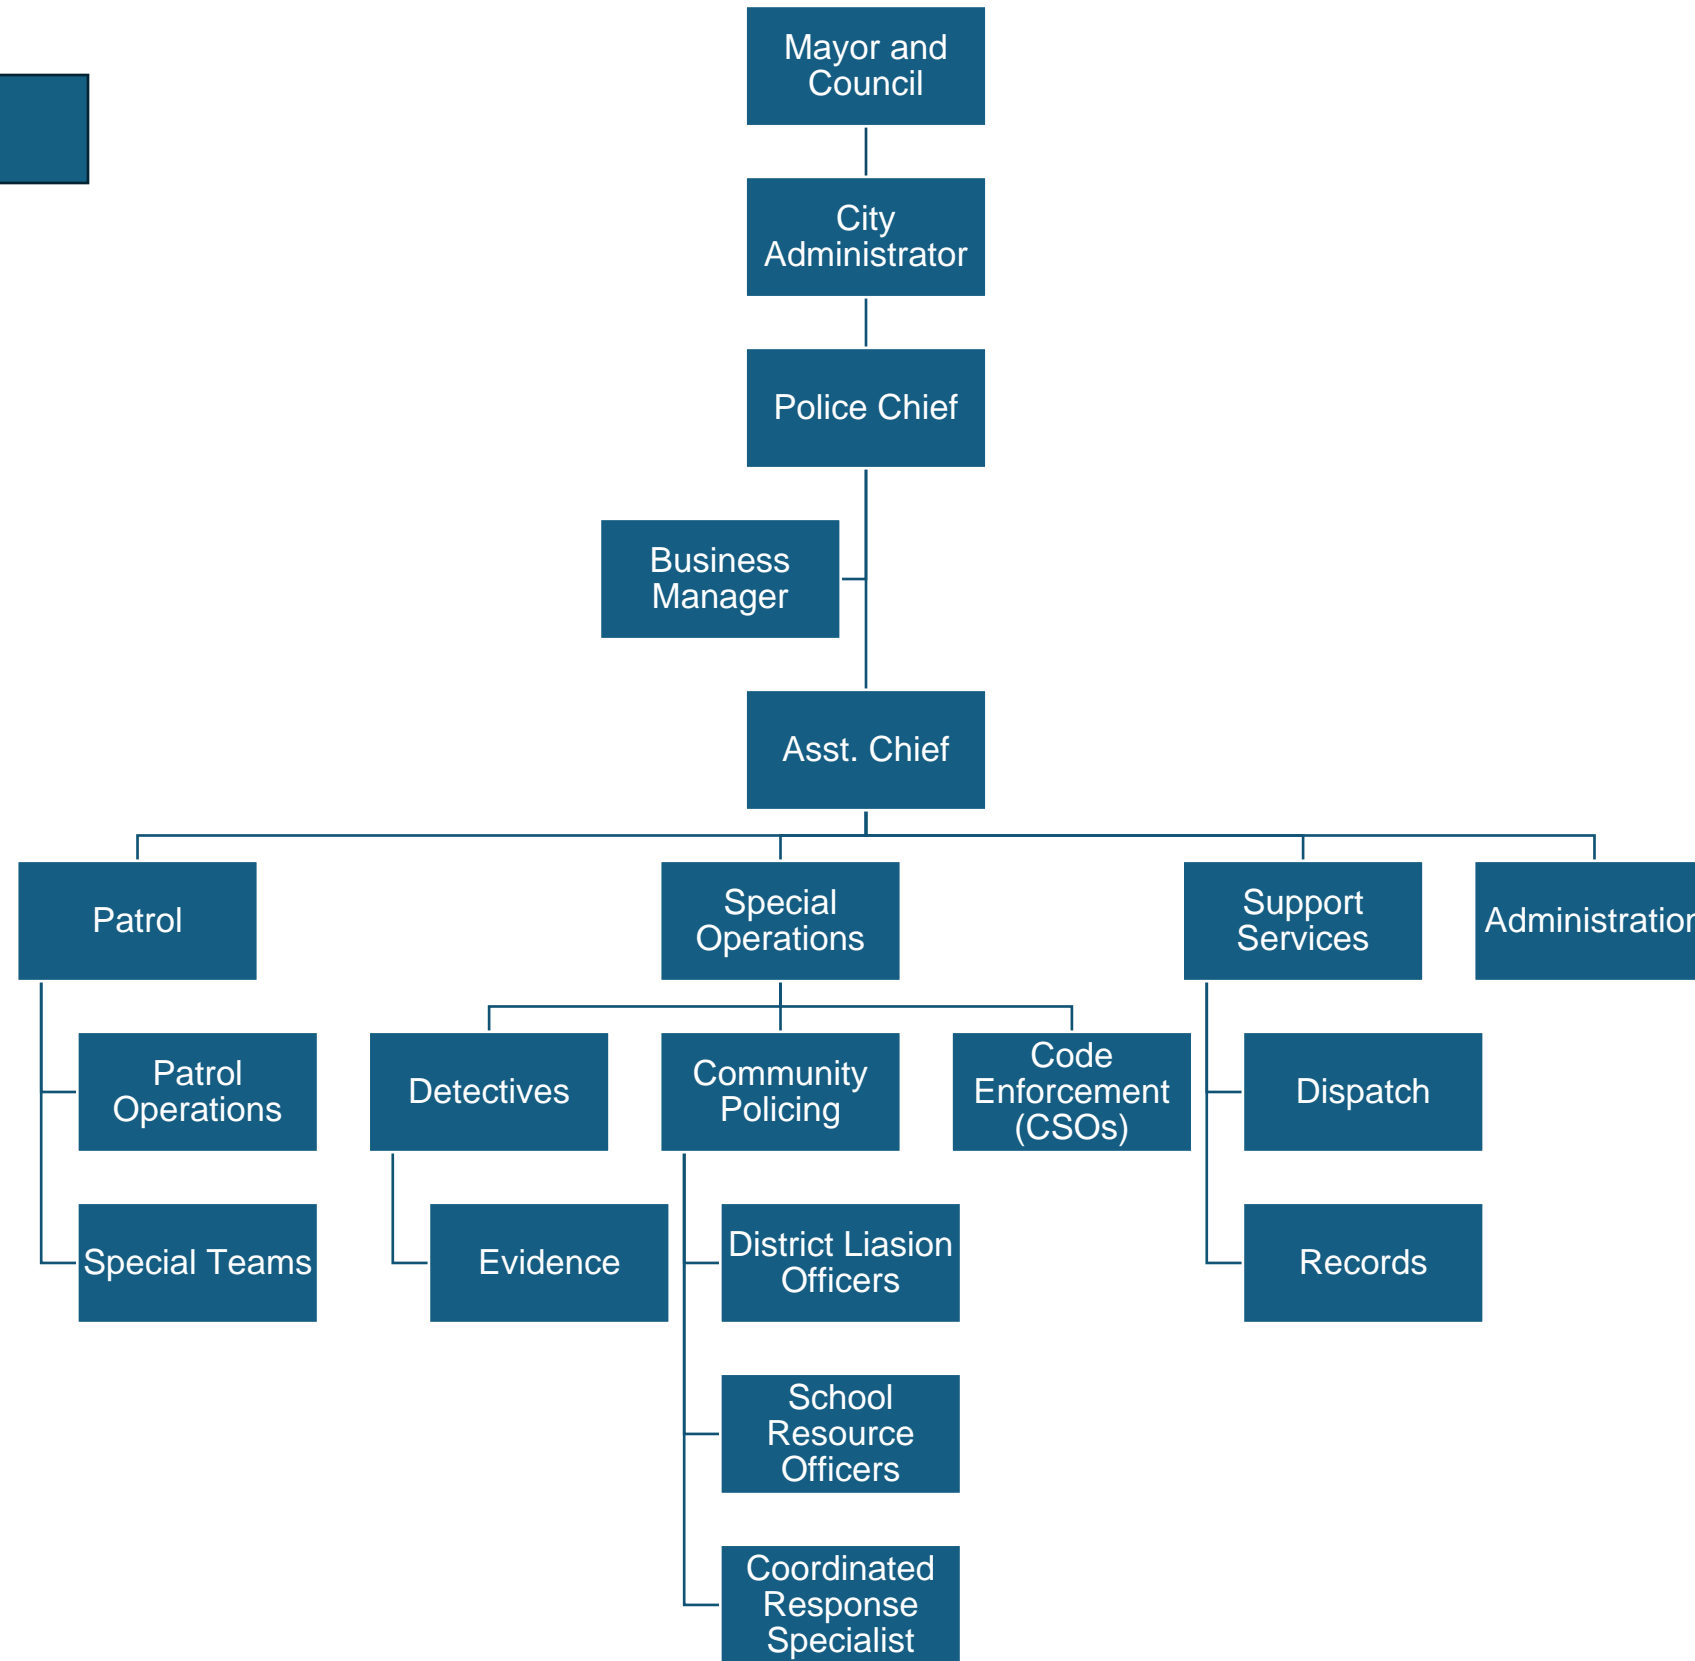 Mayor and
Council
City
Administrator
Police Chief
Business
Manager
Asst. Chief
Patrol
Special
Operations
Support
Services
Administration
Patrol
Operations
Detectives
Community
Policing
Code
Enforcement
(CSOs)
Dispatch
Special Teams
Evidence
District Liasion
Officers
Records
School
Resource
Officers
Coordinated
Response
Specialist